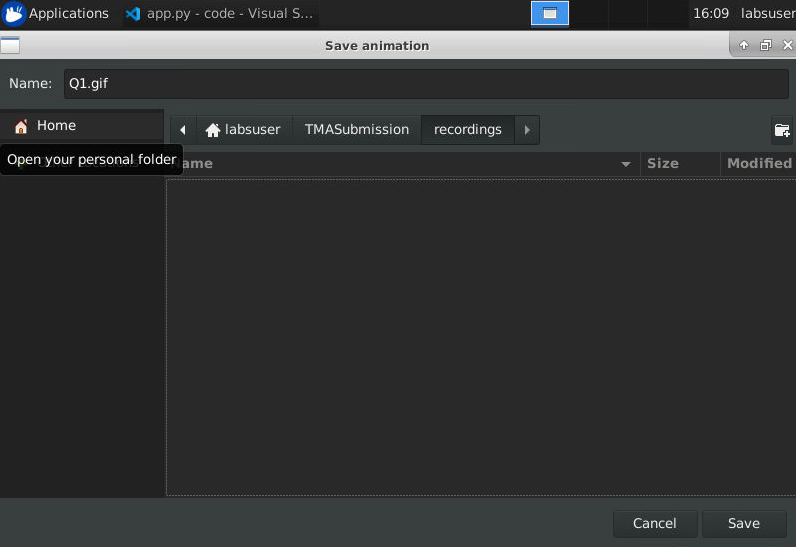 Applications app.py - code - Visual S... 16:09 labsuser
Save animation
Name: Q1.gif
Home labsuser TMASubmission recordings
Open your personal folder ame Size Modified
Cancel Save